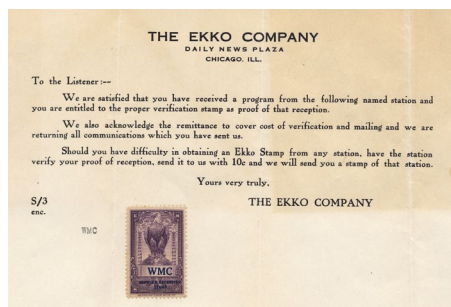 THE EKKO COMPANY
DAILY NEWS PLAZA
CHICAGO, ILL.
To the Listener:--
We are satisfied that you have received a program from the following named station and
you are entitled to the proper verification stamp as proof of that reception.
We also acknowledge the remittance to cover cost of verification and mailing and we are
returning all communications which you have sent us.
Should you have difficulty in obtaining an Ekko Stamp from any station, have the station
verify your proof of reception, send it to us with 10c and we will send you a stamp of that station.
Yours very truly,
S/3
THE EKKO COMPANY
enc.
WMC
WMC